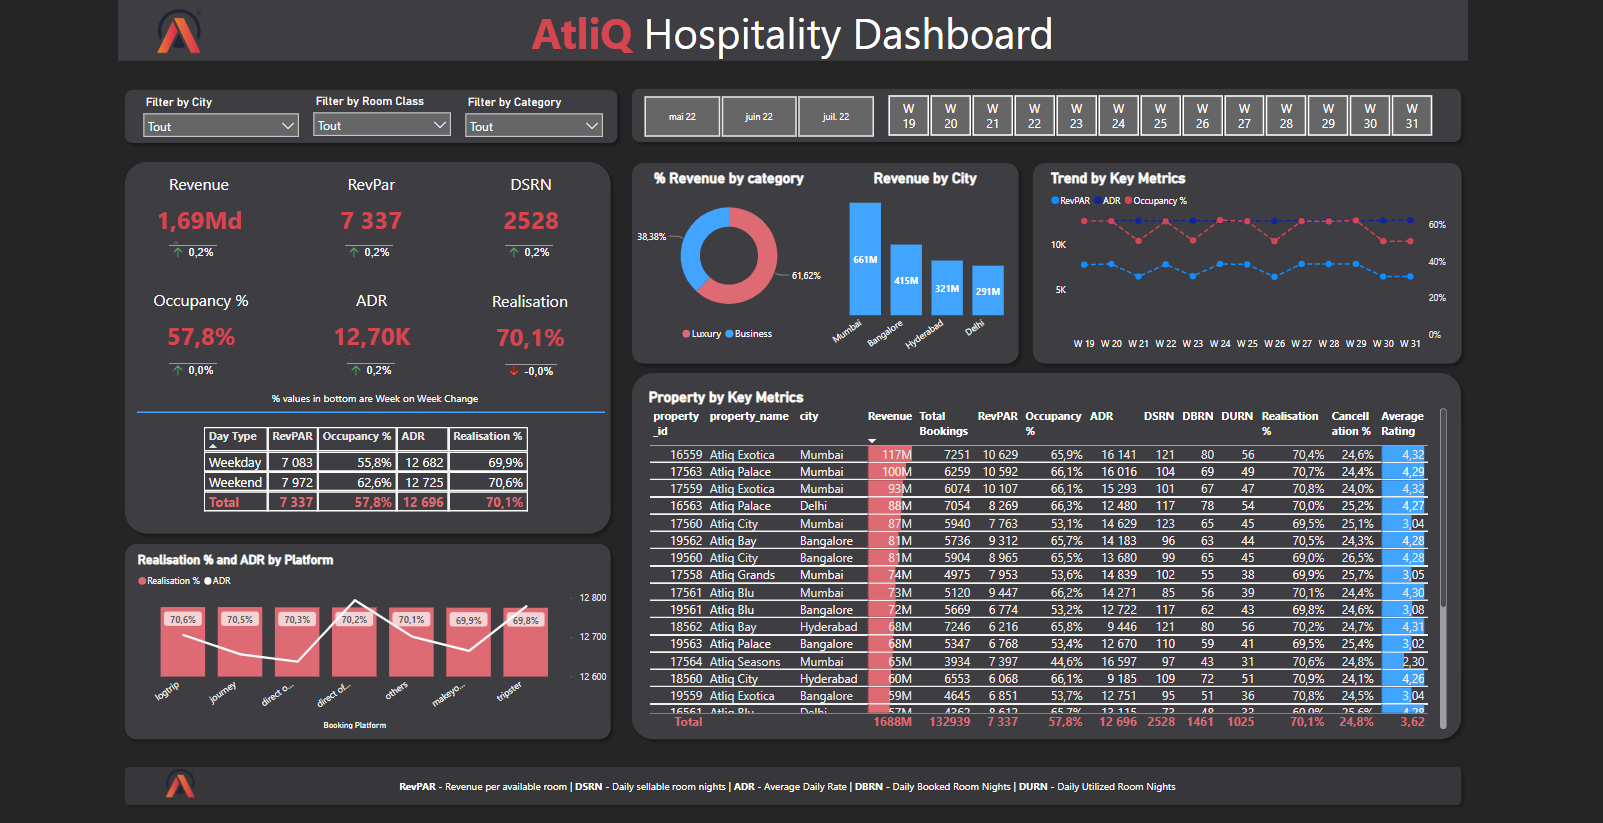 AtliQ Hospitality Dashboard
Filter by City
Tout
Filter by Room Class
Tout
Filter by Category
Tout
mai 22
juin 22
juil. 22
W 19
W 20
W 21
W 22
W 23
W 24
W 25
W 26
W 27
W 28
W 29
W 30
W 31
Revenue
1,69Md
0,2%
RevPar
7 337
0,2%
DSRN
2528
0,2%
Occupancy %
57,8%
0,0%
ADR
12,70K
0,2%
Realisation
70,1%
-0,0%
% values in bottom are Week on Week Change
Day Type RevPAR Occupancy % ADR Realisation %
Weekday 7 083 55,8% 12 682 69,9%
Weekend 7 972 62,6% 12 725 70,6%
Total 7 337 57,8% 12 696 70,1%
Realisation % and ADR by Platform
Realisation % ADR
12 800
12 700
12 600
70,6% 70,5% 70,3% 70,2% 70,1% 69,9% 69,8%
logtrip journey direct o... direct of... others makeyo... tripster
Booking Platform
% Revenue by category
38,38%
61,62%
Luxury Business
Revenue by City
661M 415M 321M 291M
Mumbai Bangalore Hyderabad Delhi
Trend by Key Metrics
RevPAR ADR Occupancy %
10K
5K
60%
40%
20%
0%
W 19 W 20 W 21 W 22 W 23 W 24 W 25 W 26 W 27 W 28 W 29 W 30 W 31
Property by Key Metrics
property_id property_name city Revenue Total Bookings RevPAR Occupancy % ADR DSRN DBRN DURN Realisation % Cancellation % Average Rating
16559 Atliq Exotica Mumbai 117M 7251 10 629 65,9% 16 141 121 80 56 70,4% 24,6% 4,32
17563 Atliq Palace Mumbai 100M 6259 10 592 66,1% 16 016 104 69 49 70,7% 24,4% 4,29
17559 Atliq Exotica Mumbai 93M 6074 10 107 66,1% 15 293 101 67 47 70,8% 24,0% 4,32
16563 Atliq Palace Delhi 88M 7054 8 269 66,3% 12 480 117 78 54 70,0% 25,2% 4,27
17560 Atliq City Mumbai 87M 5940 7 763 53,1% 14 629 123 65 45 69,5% 25,1% 3,04
19562 Atliq Bay Bangalore 81M 5736 9 312 65,7% 14 183 96 63 44 70,5% 24,3% 4,28
19560 Atliq City Bangalore 81M 5904 8 965 65,5% 13 680 99 65 45 69,0% 26,5% 4,28
17558 Atliq Grands Mumbai 74M 4975 7 953 53,6% 14 839 102 55 38 69,9% 25,7% 3,05
17561 Atliq Blu Mumbai 73M 5120 9 447 66,2% 14 271 85 56 39 70,1% 24,4% 4,30
19561 Atliq Blu Bangalore 72M 5669 6 774 53,2% 12 722 117 62 43 69,8% 24,6% 3,08
18562 Atliq Bay Hyderabad 68M 7246 6 216 65,8% 9 446 121 80 56 70,2% 24,7% 4,31
19563 Atliq Palace Bangalore 68M 5347 6 768 53,4% 12 670 110 59 41 69,5% 25,4% 3,02
17564 Atliq Seasons Mumbai 65M 3934 7 397 44,6% 16 597 97 43 31 70,6% 24,8% 2,30
18560 Atliq City Hyderabad 60M 6553 6 068 66,1% 9 185 109 72 51 70,9% 24,1% 4,26
19559 Atliq Exotica Bangalore 59M 4645 6 851 53,7% 12 751 95 51 36 70,8% 24,5% 3,04
16561 Atliq Blu Delhi 57M 4362 8 612 65,7% 13 115 73 48 33 69,0% 4,28
Total 1688M 132939 7 337 57,8% 12 696 2528 1461 1025 70,1% 24,8% 3,62
RevPAR - Revenue per available room | DSRN - Daily sellable room nights | ADR - Average Daily Rate | DBRN - Daily Booked Room Nights | DURN - Daily Utilized Room Nights